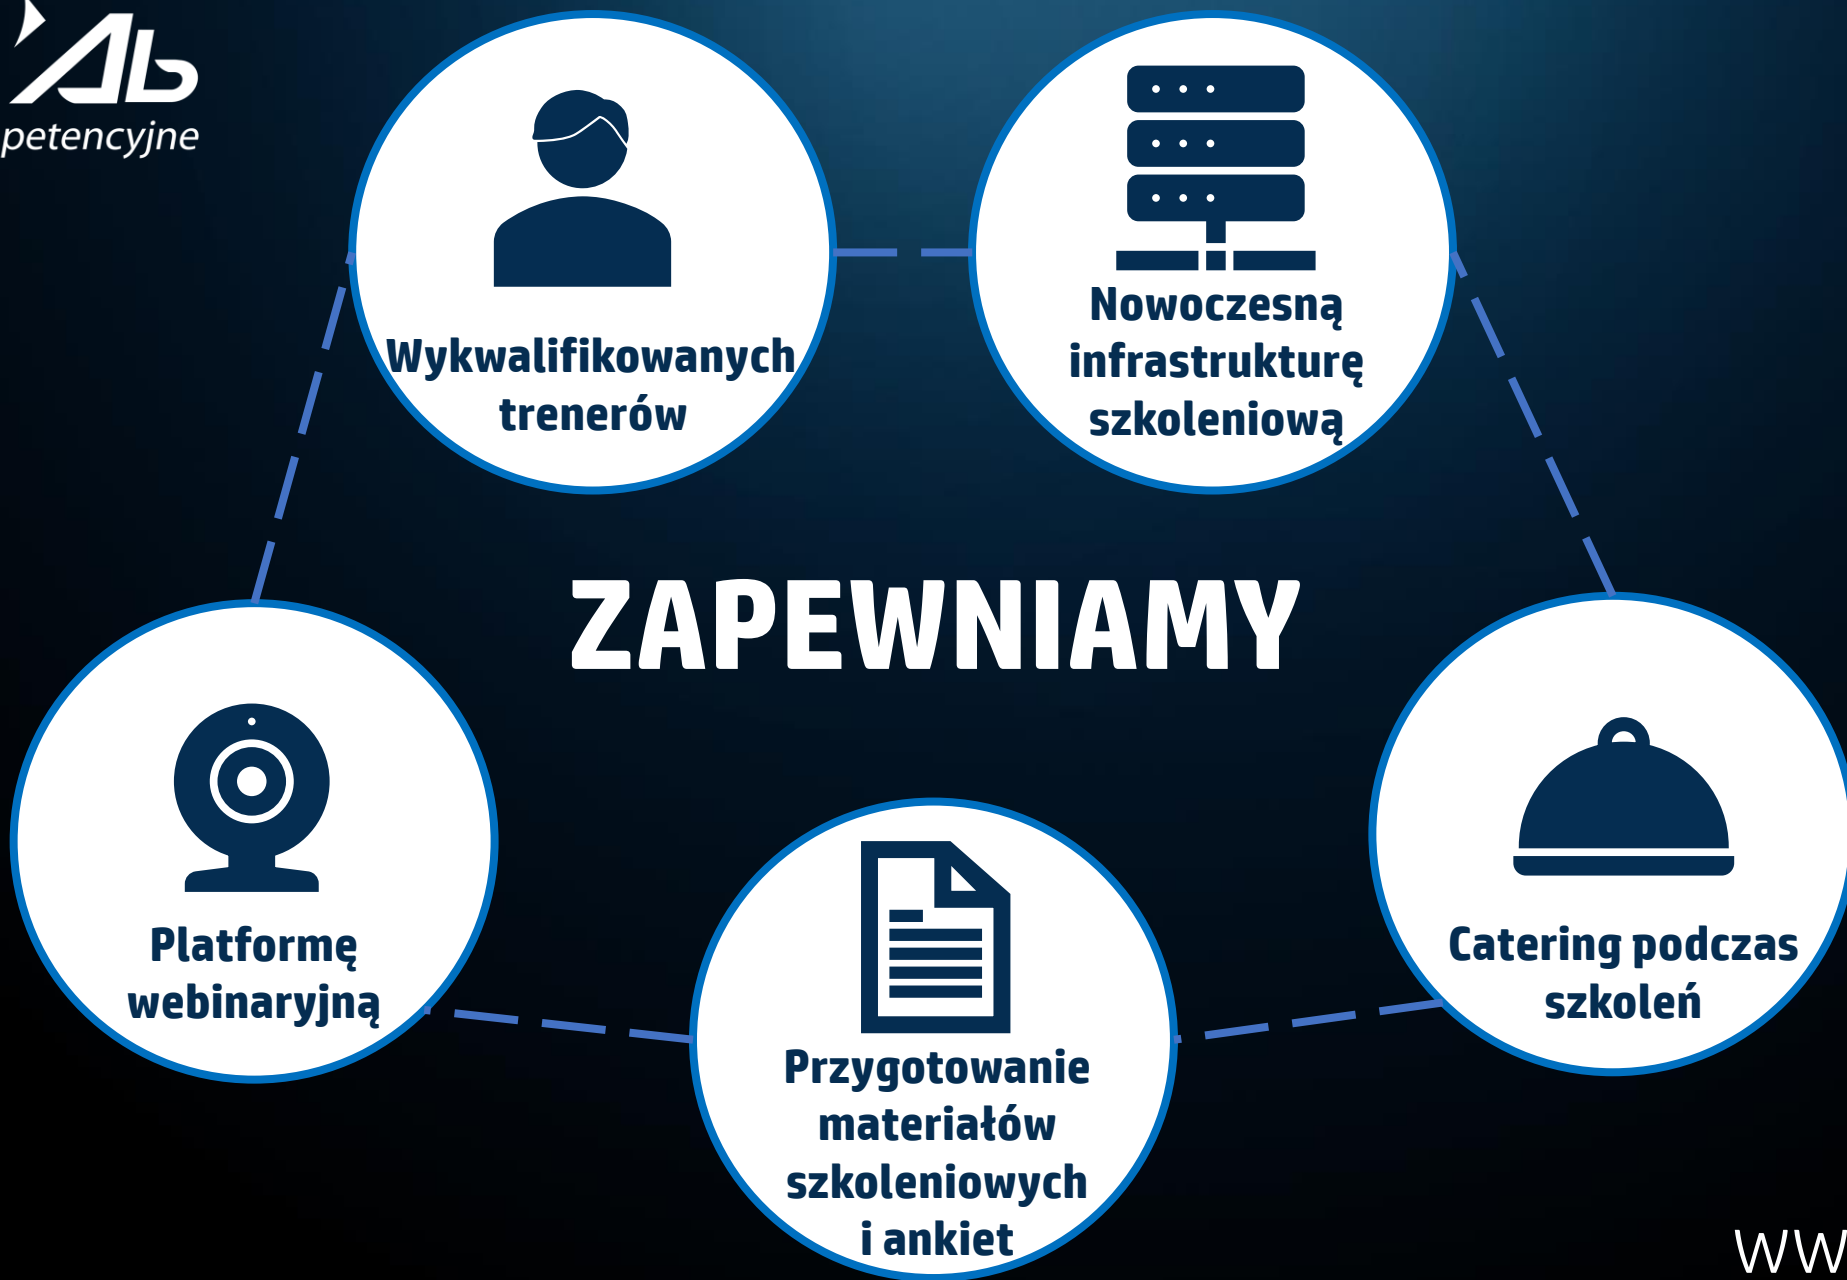 petencyjne
Wykwalifikowanych
trenerów
Nowoczesną
infrastrukturę
szkoleniową
ZAPEWNIAMY
Platformę
webinaryjną
Catering podczas
szkoleń
Przygotowanie
materiałów
szkoleniowych
i ankiet